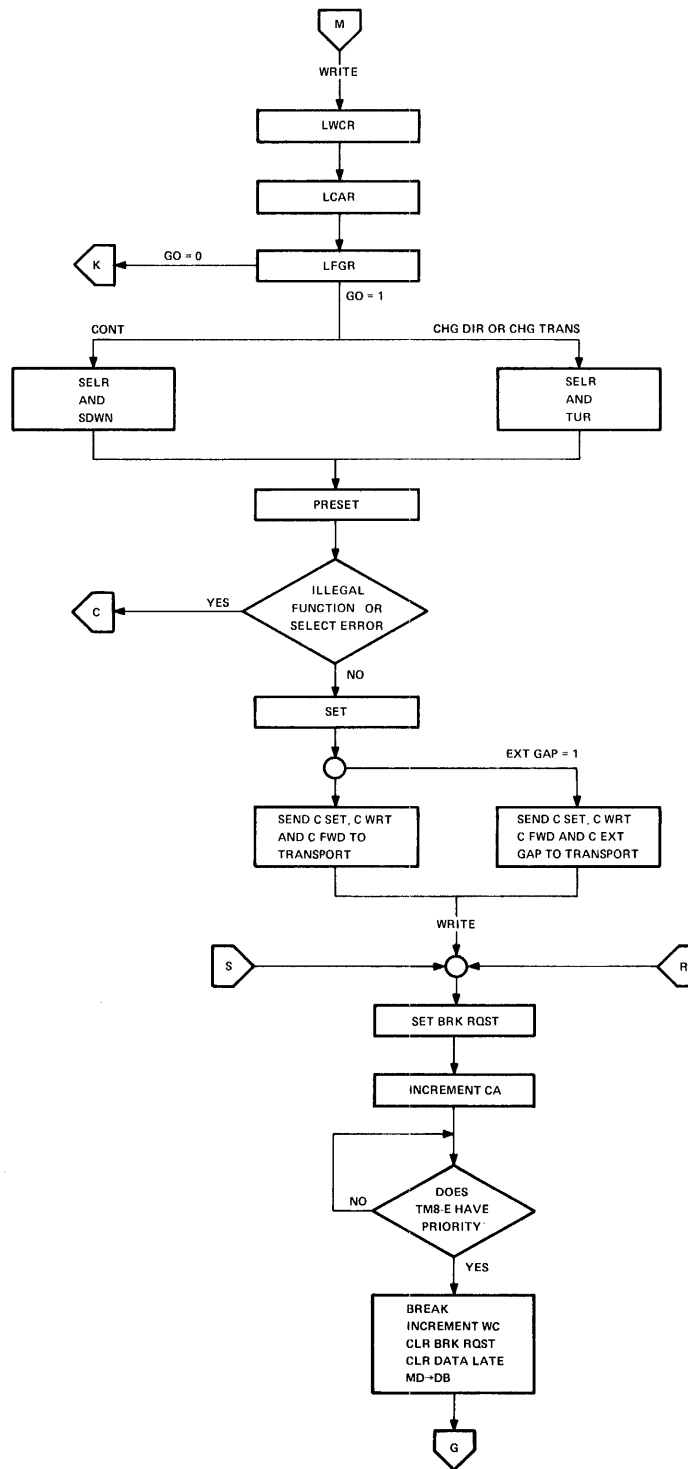 M
WRITE
LWCR
LCAR
K
GO = 0
LFGR
GO = 1
CONT
CHG DIR OR CHG TRANS
SELR
AND
SDWN
SELR
AND
TUR
PRESET
C
YES
ILLEGAL
FUNCTION OR
SELECT ERROR
NO
SET
EXT GAP = 1
SEND C SET, C WRT
AND C FWD TO
TRANSPORT
SEND C SET, C WRT
C FWD AND C EXT
GAP TO TRANSPORT
WRITE
S
R
SET BRK RQST
INCREMENT CA
NO
DOES
TM8-E HAVE
PRIORITY
YES
BREAK
INCREMENT WC
CLR BRK RQST
CLR DATA LATE
MD→DB
G